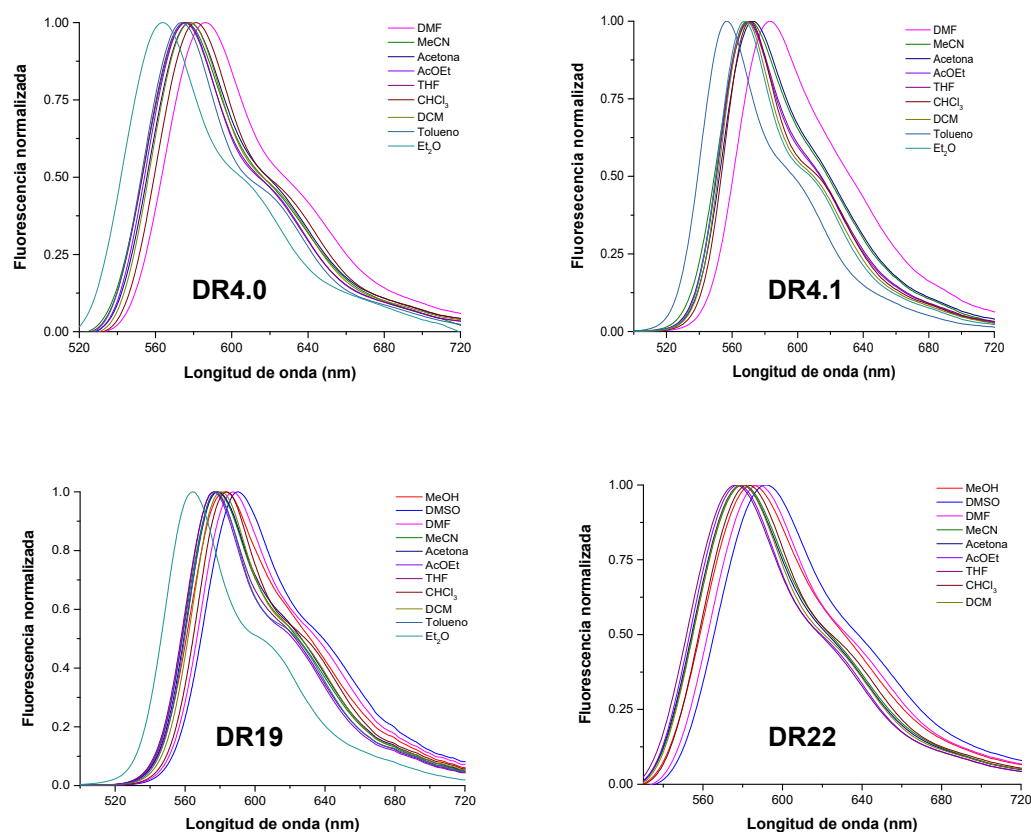 Fluorescencia normalizad
1.00
0.75
0.50
0.25
0.00
520
560
600
640
680
720
Longitud de onda (nm)
DR4.0
DMF
MeCN
Acetona
AcOEt
THF
CHCl₃
DCM
Tolueno
Et₂O
Fluoresecencia normalizad
1.00
0.75
0.50
0.25
0.00
520
560
600
640
680
720
Longitud de onda (nm)
DR4.1
DMF
MeCN
Acetona
AcOEt
THF
CHCl₃
DCM
Tolueno
Et₂O
Fluorescencia normalizada
1.0
0.8
0.6
0.4
0.2
0.0
520
560
600
640
680
720
Longitud de onda (nm)
DR19
MeOH
DMSO
DMF
MeCN
Acetona
AcOEt
THF
CHCl₃
DCM
Tolueno
Et₂O
Fluorescencia normalizada
1.00
0.75
0.50
0.25
0.00
560
600
640
680
720
Longitud de onda (nm)
DR22
MeOH
DMSO
DMF
MeCN
Acetona
AcOEt
THF
CHCl₃
DCM